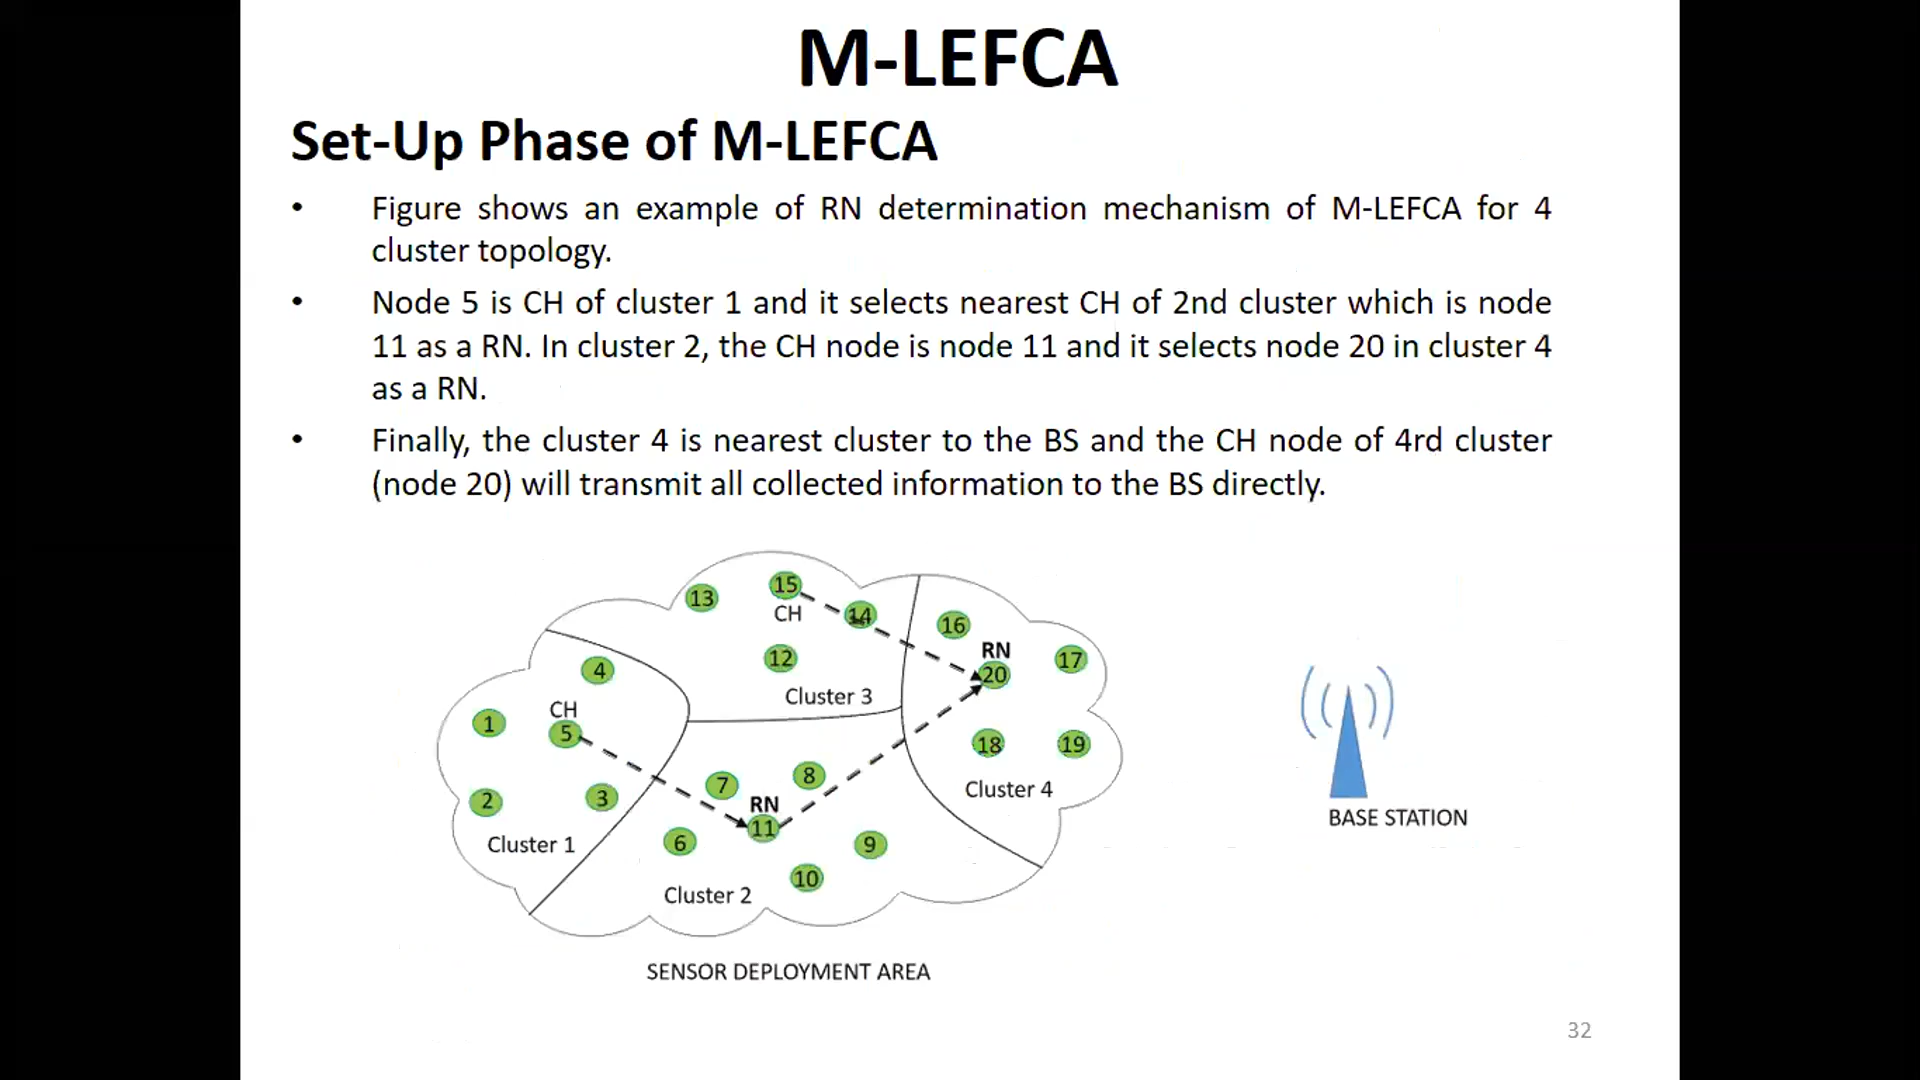 M-LEFCA
Set-Up Phase of M-LEFCA
• Figure shows an example of RN determination mechanism of M-LEFCA for 4
cluster topology.
• Node 5 is CH of cluster 1 and it selects nearest CH of 2nd cluster which is node
11 as a RN. In cluster 2, the CH node is node 11 and it selects node 20 in cluster 4
as a RN.
• Finally, the cluster 4 is nearest cluster to the BS and the CH node of 4rd cluster
(node 20) will transmit all collected information to the BS directly.
13
15
CH
14
12
Cluster 3
4
CH
1
5
2
3
Cluster 1
7
8
RN
11
6
9
10
Cluster 2
16
RN
20
17
18
19
Cluster 4
BASE STATION
SENSOR DEPLOYMENT AREA
32